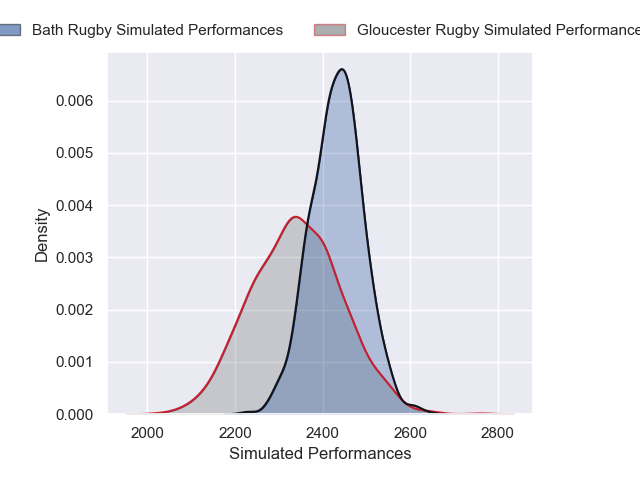 Bath Rugby Simulated Performances
Gloucester Rugby Simulated Performance
0.006
0.005
0.004
0.003
0.002
0.001
0.000
Density
2000 2200 2400 2600 2800
Simulated Performances